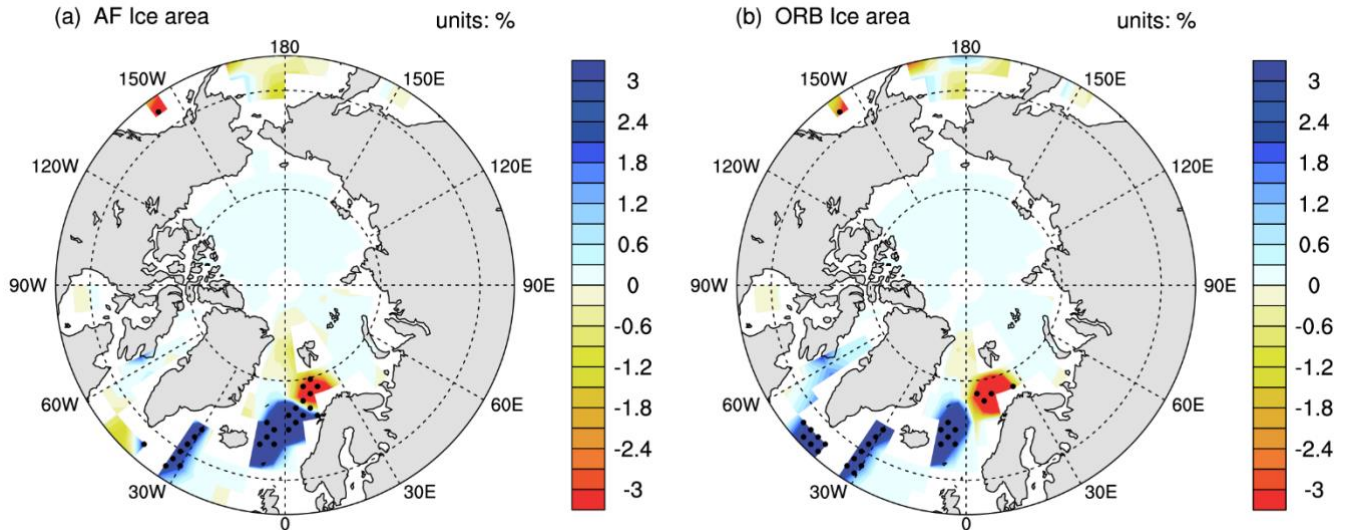 (a) AF Ice area units: %
180
150W 150E
120W 120E
90W 90E
60W 60E
30W 30E
0
3
2.4
1.8
1.2
0.6
0
-0.6
-1.2
-1.8
-2.4
-3
(b) ORB Ice area units: %
180
150W 150E
120W 120E
90W 90E
60W 60E
30W 30E
0
3
2.4
1.8
1.2
0.6
0
-0.6
-1.2
-1.8
-2.4
-3